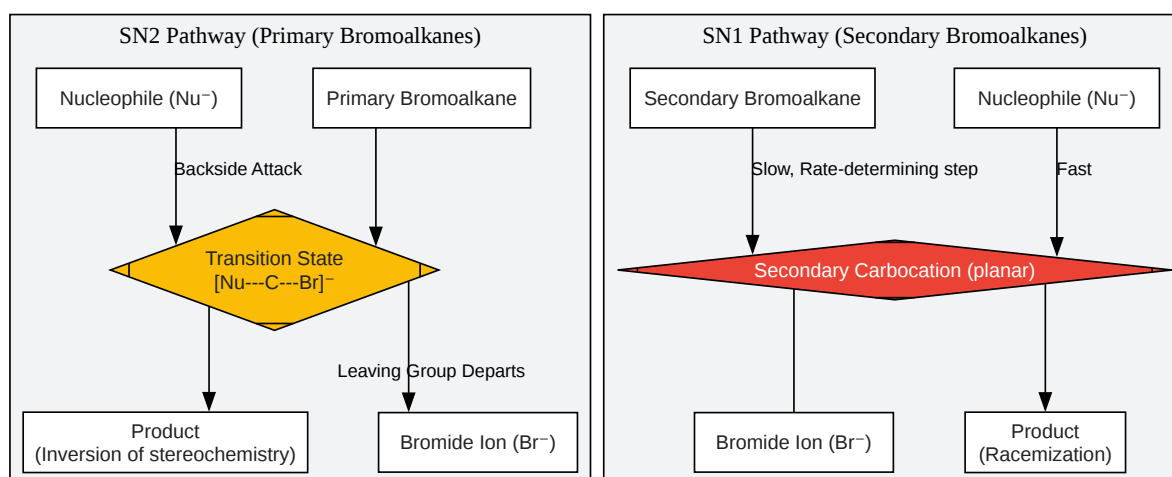 SN2 Pathway (Primary Bromoalkanes)
Nucleophile (Nu⁻)
Primary Bromoalkane
Backside Attack
Transition State
[Nu---C---Br]⁻
Leaving Group Departs
Product
(Inversion of stereochemistry)
Bromide Ion (Br⁻)
SN1 Pathway (Secondary Bromoalkanes)
Secondary Bromoalkane
Nucleophile (Nu⁻)
Slow, Rate-determining step
Fast
Secondary Carbocation (planar)
Bromide Ion (Br⁻)
Product
(Racemization)